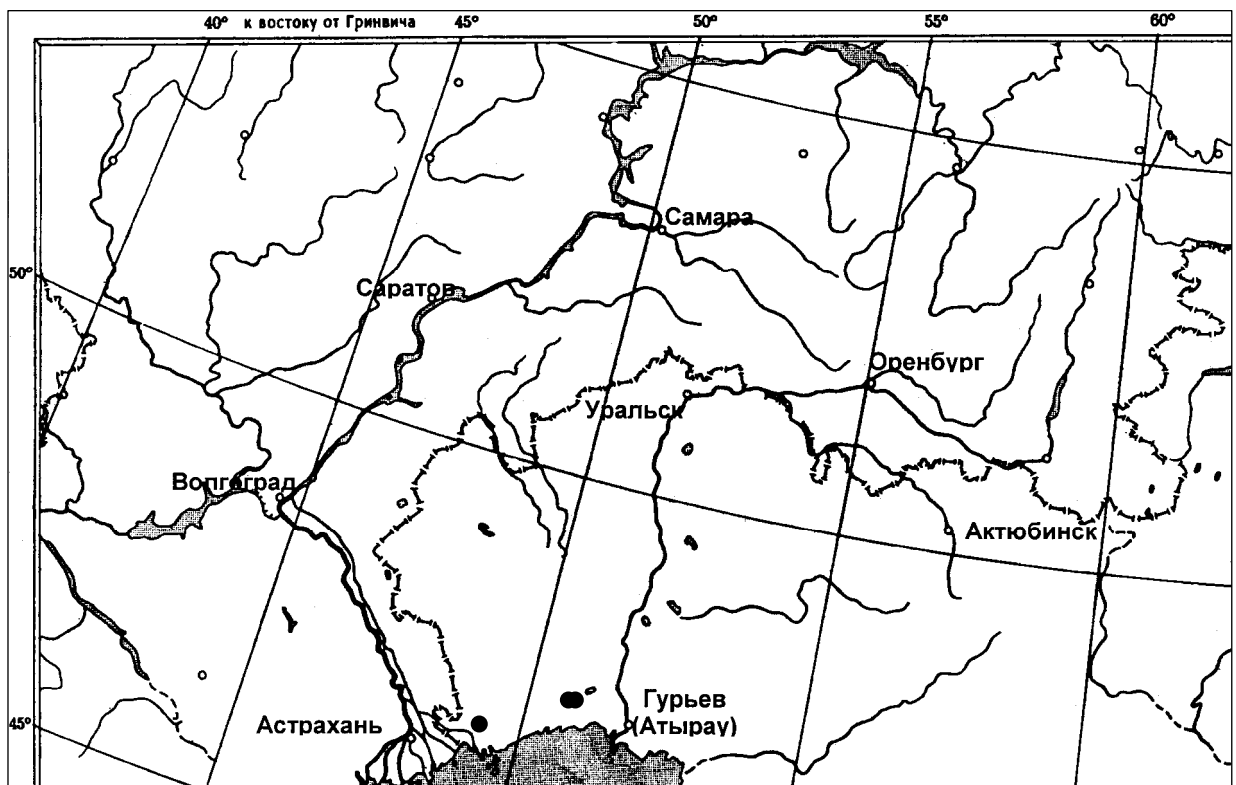 40° к востоку от Гринвича 45° 50° 55° 60°
Самара
50°
Саратов
Оренбург
Уральск
Волгоград
Актюбинск
Гурьев
(Атырау)
Астрахань
45°